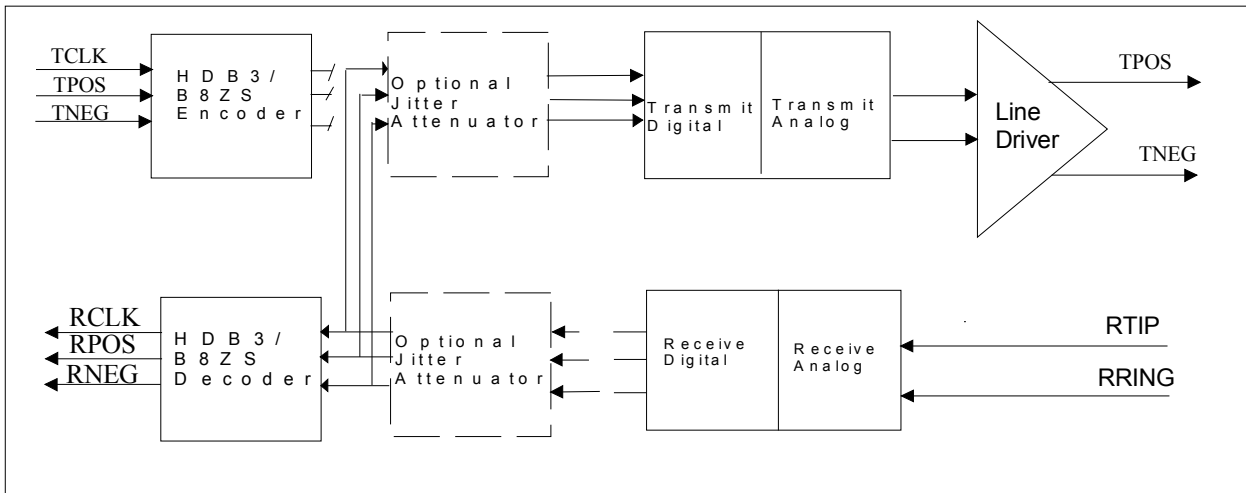 TCLK
TPOS
TNEG
HDB3/
B8ZS
Encoder
Optional
Jitter
Attenuator
Transmit
Digital
Transmit
Analog
Line
Driver
TPOS
TNEG
RCLK
RPOS
RNEG
HDB3/
B8ZS
Decoder
Optional
Jitter
Attenuator
Receive
Digital
Receive
Analog
RTIP
RRING